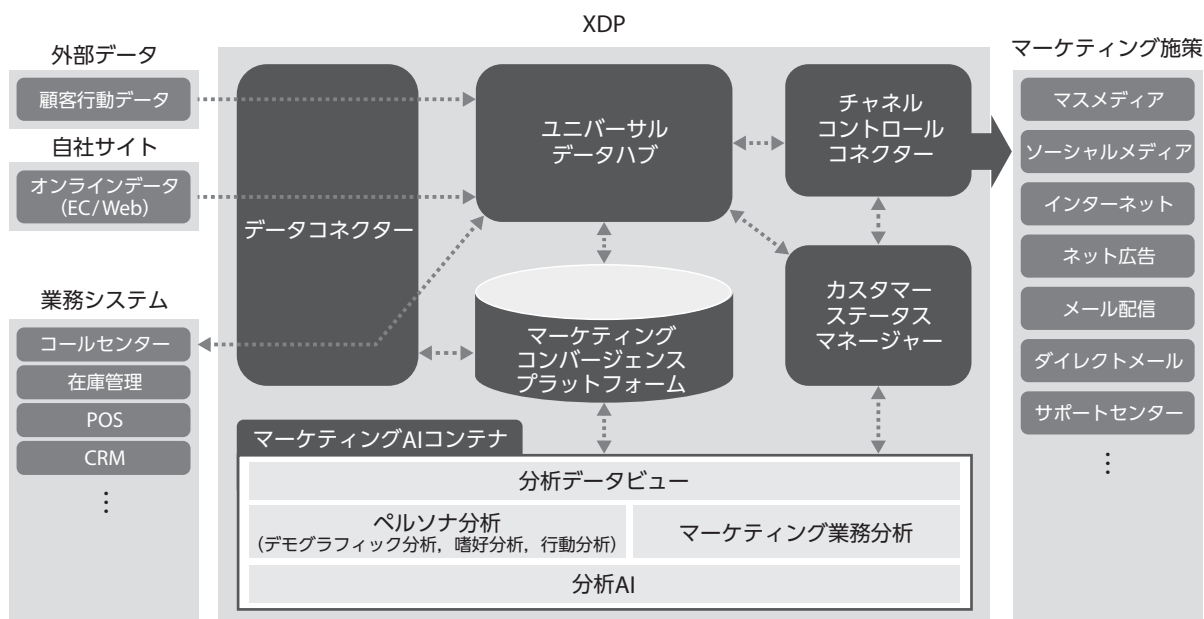 XDP
外部データ
顧客行動データ
自社サイト
オンラインデータ
(EC/Web)
業務システム
コールセンター
在庫管理
POS
CRM
⋮
データコネクター
ユニバーサル
データハブ
チャネル
コントロール
コネクター
マーケティング
コンバージェンス
プラットフォーム
カスタマー
ステータス
マネージャー
マーケティングAIコンテナ
分析データビュー
ペルソナ分析
(デモグラフィック分析，嗜好分析，行動分析)
マーケティング業務分析
分析AI
マーケティング施策
マスメディア
ソーシャルメディア
インターネット
ネット広告
メール配信
ダイレクトメール
サポートセンター
⋮